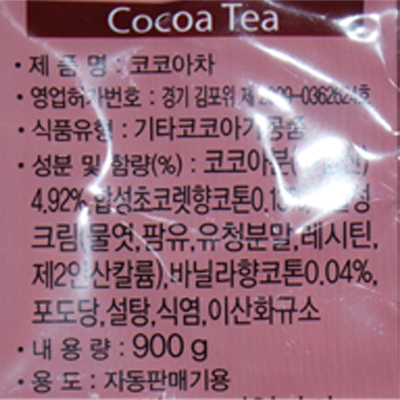 Cocoa Tea
· 제 품 명 : 코코아차
· 영업허가번호 : 경기 김포위 제
· 식품유형 : 기타코코아가공품
· 성분 및 함량(%) : 코코아분
4.92%,합성초코렛향코톤0.15%,
크림(물엿,팜유,유청분말,레시틴,
제2인산칼륨),바닐라향코톤0.04%,
포도당,설탕,식염,이산화규소
· 내 용 량 : 900 g
· 용 도 : 자동판매기용